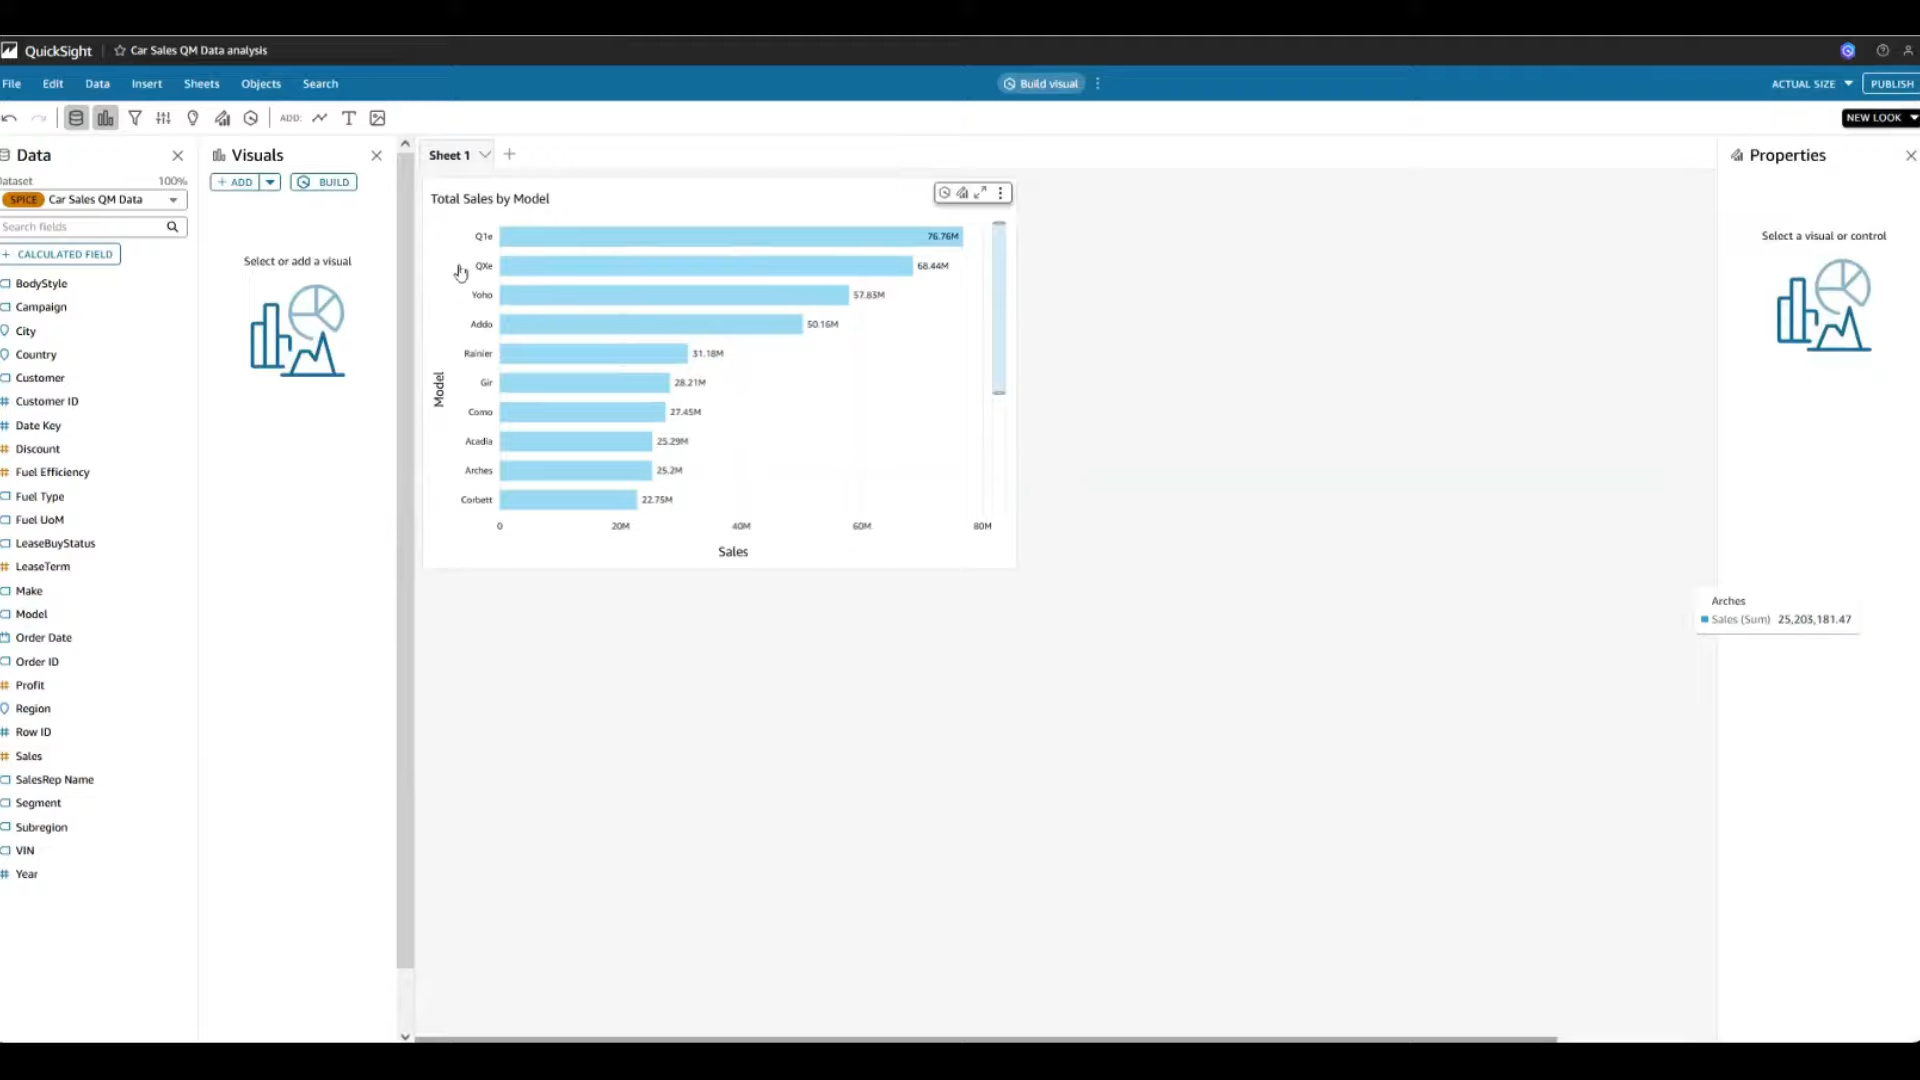 QuickSight
Car Sales QM Data analysis
File Edit Data Insert Sheets Objects Search
Build visual
ACTUAL SIZE
PUBLISH
ADD:
NEW LOOK
Data
Dataset
100%
SPICE Car Sales QM Data
Search fields
+ CALCULATED FIELD
BodyStyle
Campaign
City
Country
Customer
Customer ID
Date Key
Discount
Fuel Efficiency
Fuel Type
Fuel UoM
LeaseBuyStatus
LeaseTerm
Make
Model
Order Date
Order ID
Profit
Region
Row ID
Sales
SalesRep Name
Segment
Subregion
VIN
Year
Visuals
+ ADD
BUILD
Select or add a visual
Sheet 1
Total Sales by Model
Model
Q1e 76.76M
QXe 68.44M
Yoho 57.83M
Addo 50.16M
Rainier 31.18M
Gir 28.21M
Como 27.45M
Acadia 25.29M
Arches 25.2M
Corbett 22.75M
0 20M 40M 60M 80M
Sales
Properties
Select a visual or control
Arches
Sales (Sum) 25,203,181.47